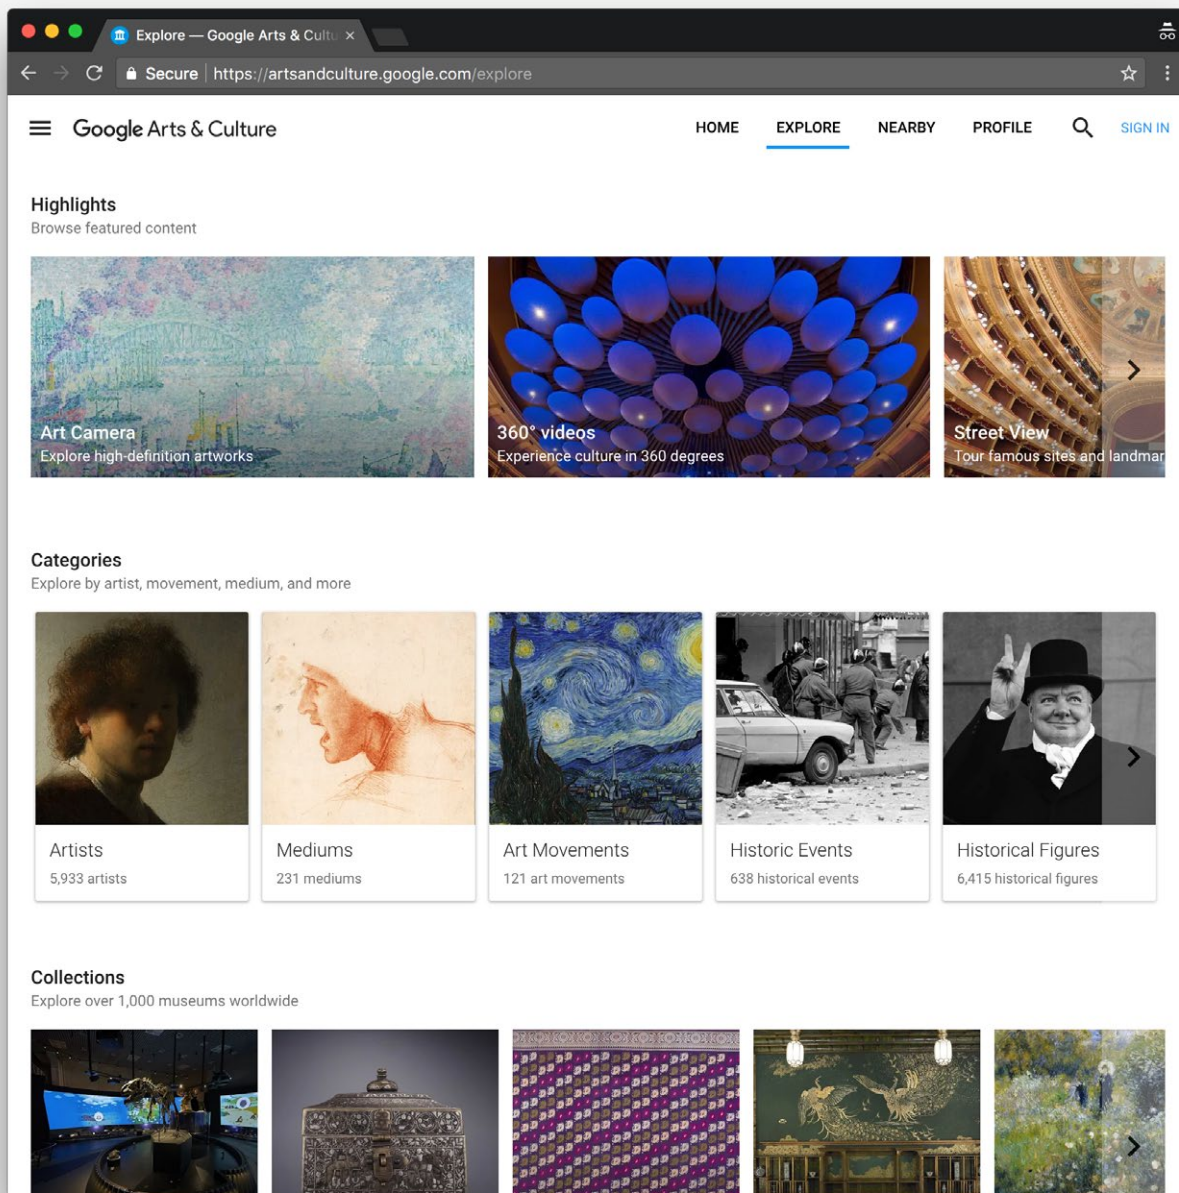 Explore — Google Arts & Cultu
Secure https://artsandculture.google.com/explore
Google Arts & Culture
HOME EXPLORE NEARBY PROFILE SIGN IN
Highlights
Browse featured content
Art Camera
Explore high-definition artworks
360° videos
Experience culture in 360 degrees
Street View
Tour famous sites and landmar
Categories
Explore by artist, movement, medium, and more
Artists
5,933 artists
Mediums
231 mediums
Art Movements
121 art movements
Historic Events
638 historical events
Historical Figures
6,415 historical figures
Collections
Explore over 1,000 museums worldwide